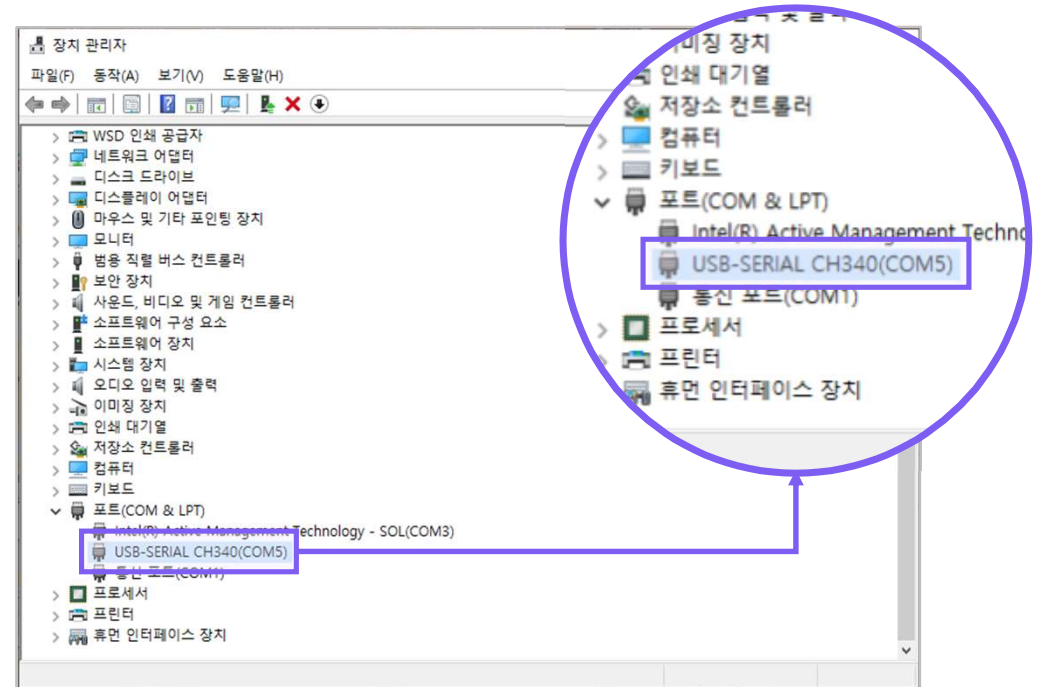 장치 관리자
파일(F) 동작(A) 보기(V) 도움말(H)
WSD 인쇄 공급자
네트워크 어댑터
디스크 드라이브
디스플레이 어댑터
마우스 및 기타 포인팅 장치
모니터
범용 직렬 버스 컨트롤러
보안 장치
사운드, 비디오 및 게임 컨트롤러
소프트웨어 구성 요소
소프트웨어 장치
시스템 장치
오디오 입력 및 출력
이미징 장치
인쇄 대기열
저장소 컨트롤러
컴퓨터
키보드
포트(COM & LPT)
Intel(R) Active Management Technology - SOL(COM3)
USB-SERIAL CH340(COM5)
통신 포트(COM1)
프로세서
프린터
휴먼 인터페이스 장치
장치
인쇄 대기열
저장소 컨트롤러
컴퓨터
키보드
포트(COM & LPT)
Intel(R) Active Management Techno
USB-SERIAL CH340(COM5)
통신 포트(COM1)
프로세서
프린터
휴먼 인터페이스 장치